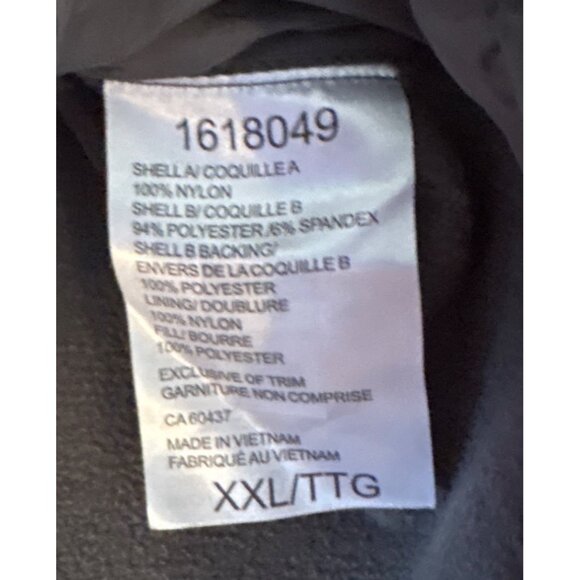 1618049
SHELL A/ COQUILLE A
100% NYLON
SHELL B/ COQUILLE B
94% POLYESTER /6% SPANDEX
SHELL B BACKING/
ENVERS DE LA COQUILLE B
100% POLYESTER
LINING/ DOUBLURE
100% NYLON
FILL/ BOURRE
100% POLYESTER
EXCLUSIVE OF TRIM
GARNITURE NON COMPRISE
CA 60437
MADE IN VIETNAM
FABRIQUÉ AU VIETNAM
XXL/TTG